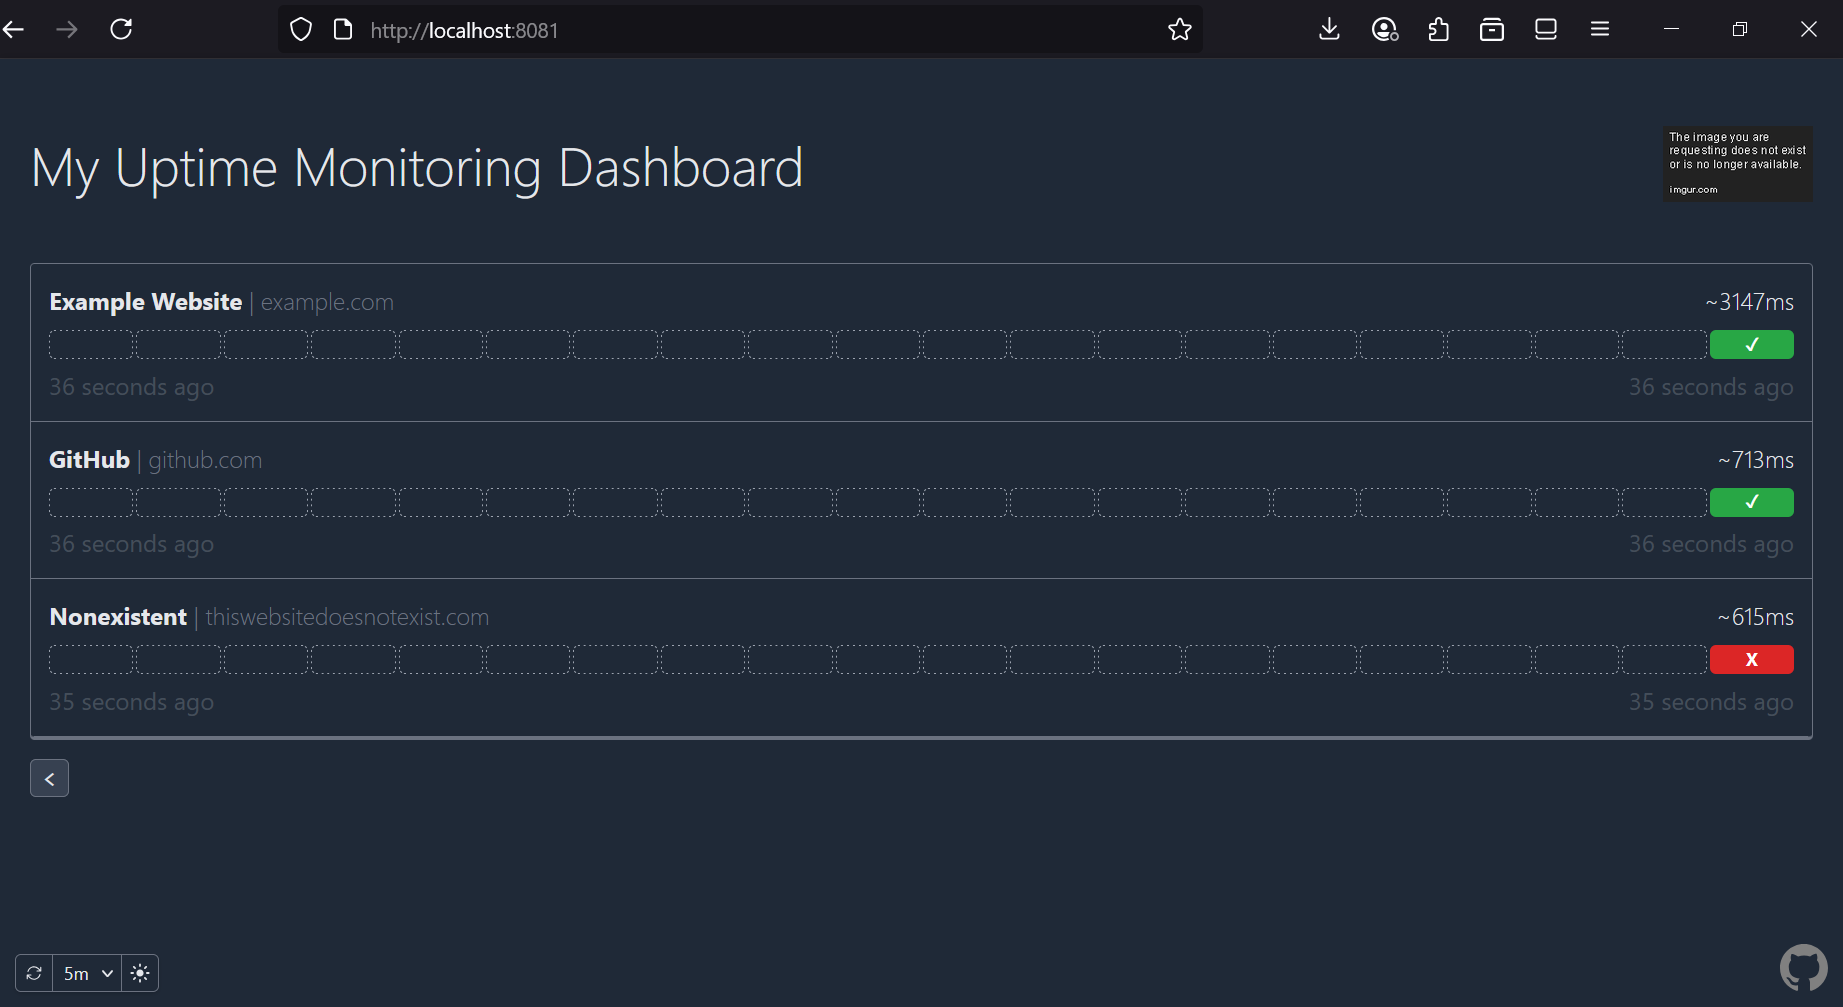 http://localhost:8081
My Uptime Monitoring Dashboard
The image you are
requesting does not exist
or is no longer available.
imgur.com
Example Website | example.com
~3147ms
✓
36 seconds ago
36 seconds ago
GitHub | github.com
~713ms
✓
36 seconds ago
36 seconds ago
Nonexistent | thiswebsitedoesnotexist.com
~615ms
X
35 seconds ago
35 seconds ago
<
5m